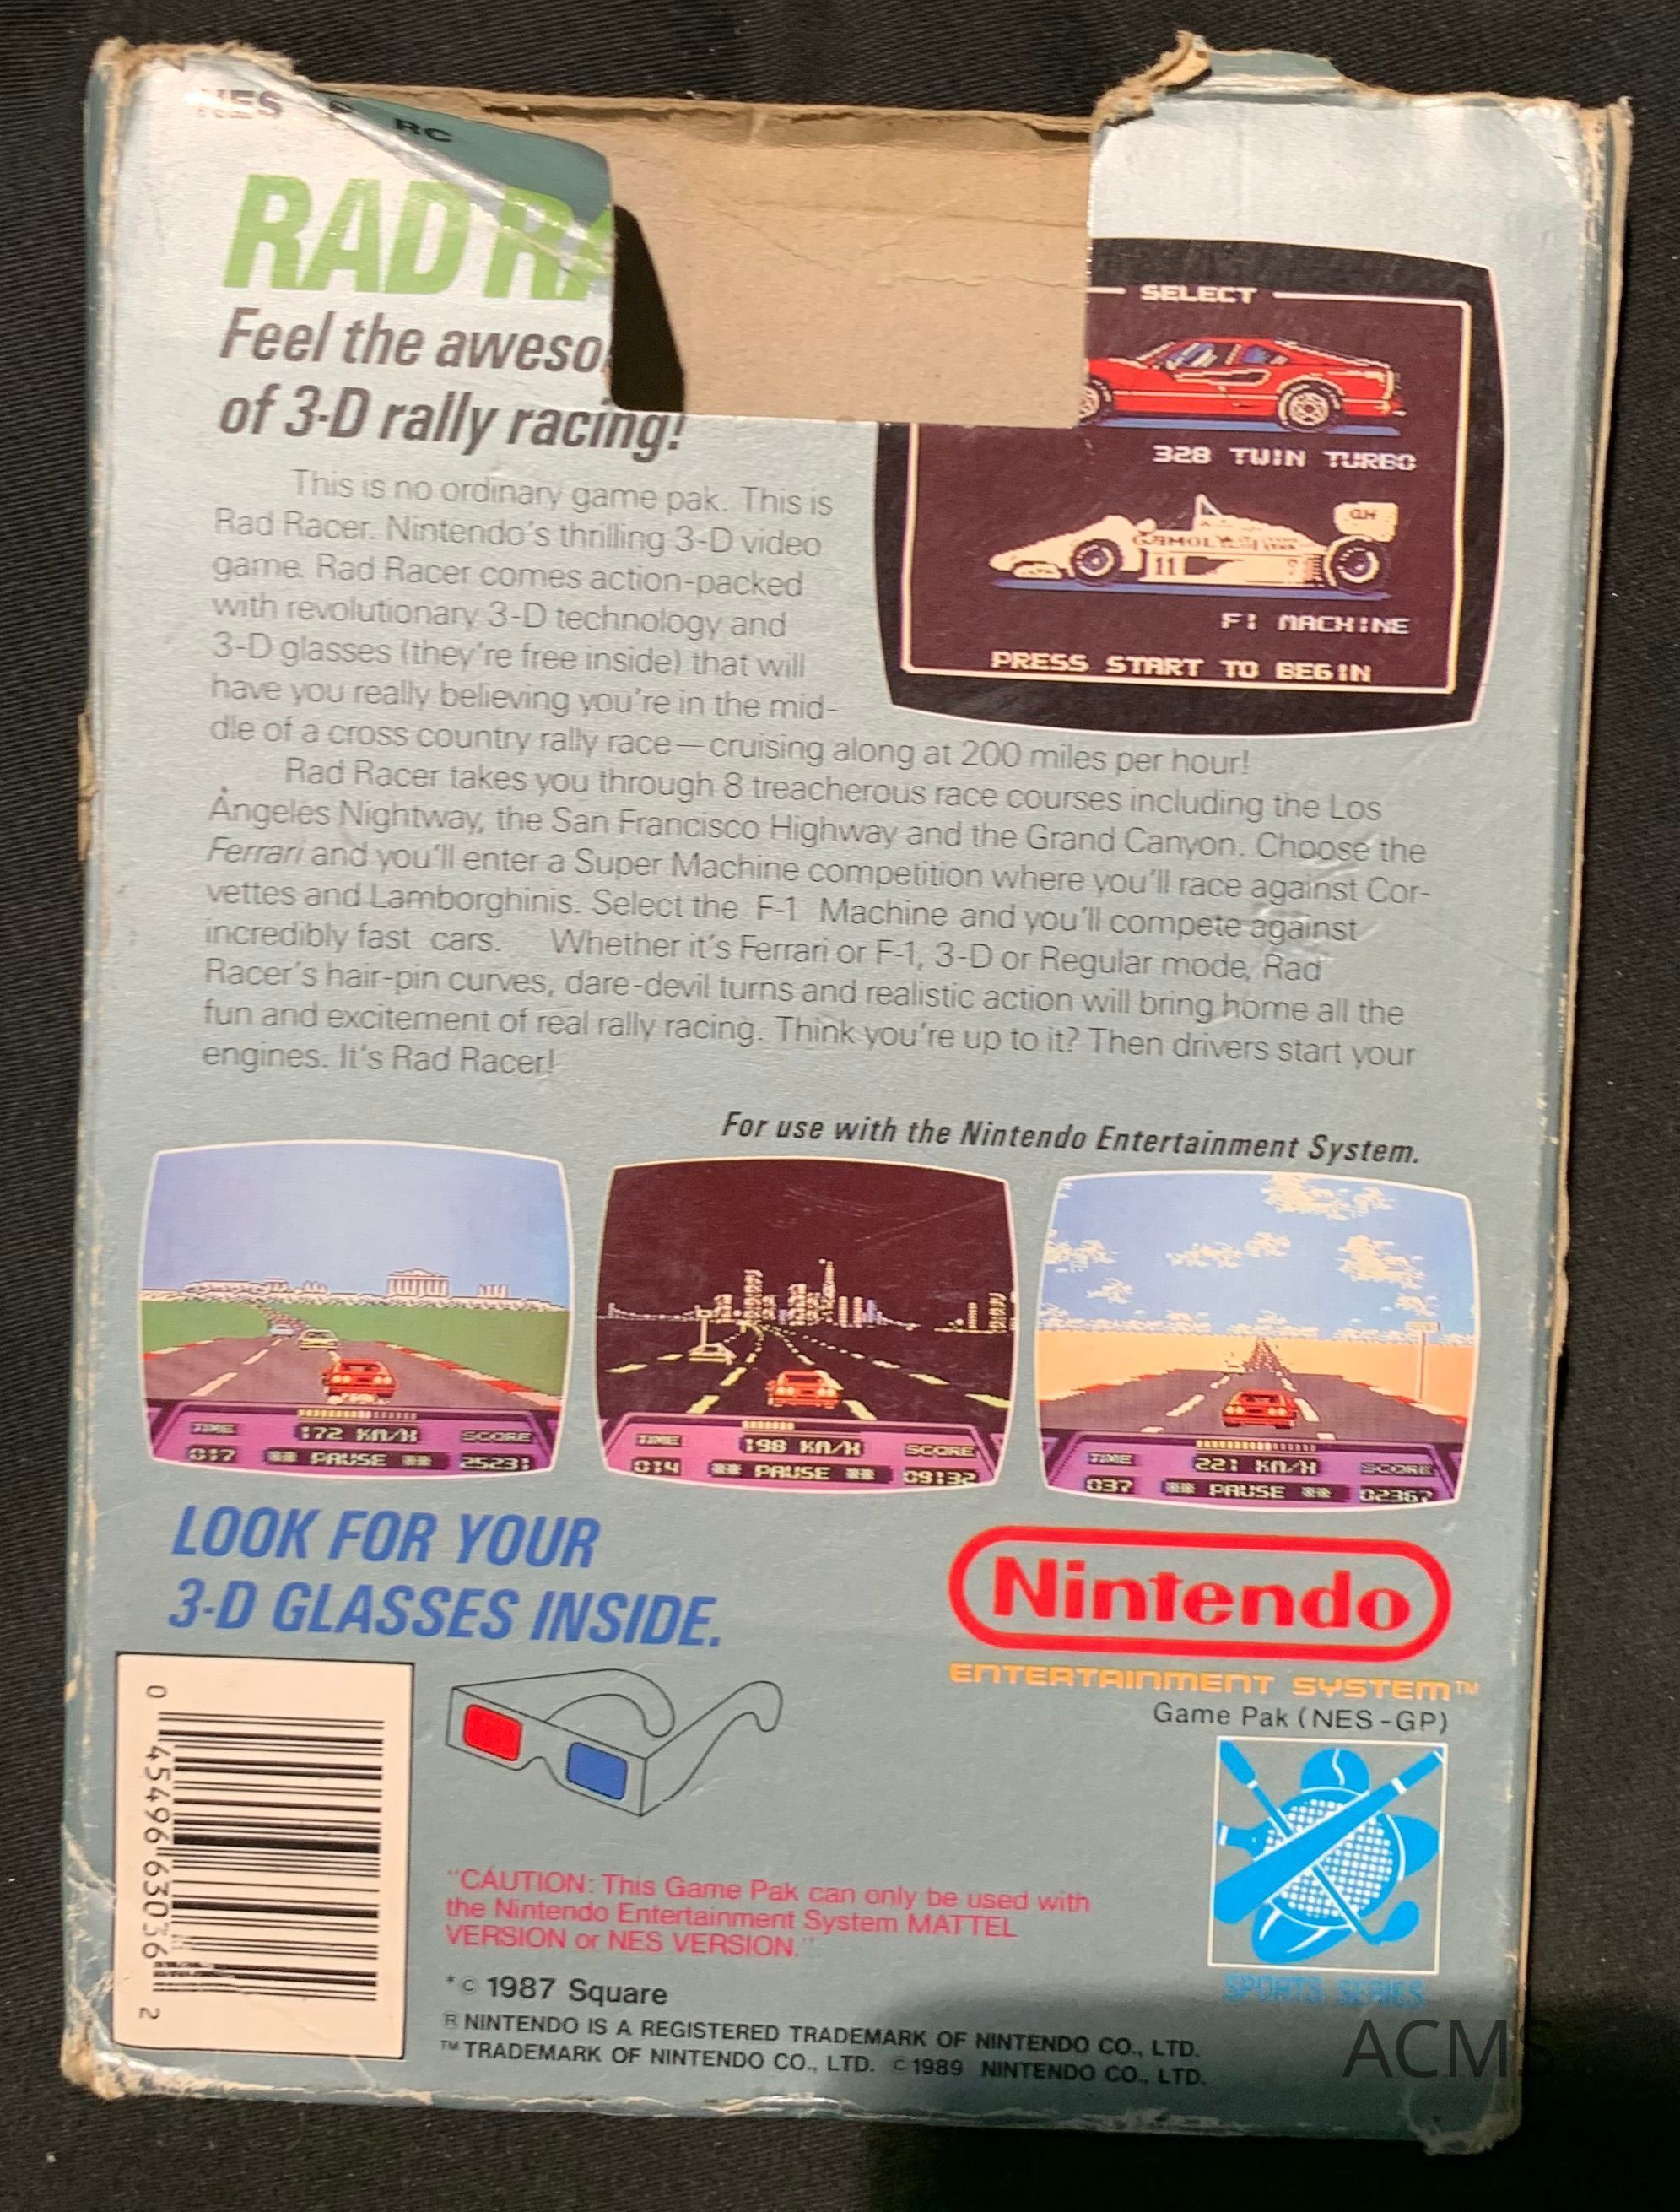 NES
RC
RAD RA
Feel the aweso
of 3-D rally racing!
This is no ordinary game pak. This is
Rad Racer. Nintendo's thrilling 3-D video
game. Rad Racer comes action-packed
with revolutionary 3-D technology and
3-D glasses (they're free inside) that will
have you really believing you're in the mid-
dle of a cross country rally race—cruising along at 200 miles per hour!
Rad Racer takes you through 8 treacherous race courses including the Los
Angeles Nightway, the San Francisco Highway and the Grand Canyon. Choose the
Ferrari and you'll enter a Super Machine competition where you'll race against Cor-
vettes and Lamborghinis. Select the F-1 Machine and you'll compete against
incredibly fast cars. Whether it's Ferrari or F-1, 3-D or Regular mode, Rad
Racer's hair-pin curves, dare-devil turns and realistic action will bring home all the
fun and excitement of real rally racing. Think you're up to it? Then drivers start your
engines. It's Rad Racer!
SELECT
328 TWIN TURBO
11
F1 MACHINE
PRESS START TO BEGIN
For use with the Nintendo Entertainment System.
TIME 172 KM/H SCORE
017 ** PAUSE ** 25231
TIME 198 KM/H SCORE
014 ** PAUSE ** 09132
TIME 221 KM/H SCORE
037 ** PAUSE ** 02367
LOOK FOR YOUR
3-D GLASSES INSIDE.
Nintendo
ENTERTAINMENT SYSTEM™
Game Pak (NES-GP)
SPORTS SERIES
0 45496 63036 2
"CAUTION: This Game Pak can only be used with
the Nintendo Entertainment System MATTEL
VERSION or NES VERSION."
*© 1987 Square
® NINTENDO IS A REGISTERED TRADEMARK OF NINTENDO CO., LTD.
™ TRADEMARK OF NINTENDO CO., LTD. © 1989 NINTENDO CO., LTD.
ACMS